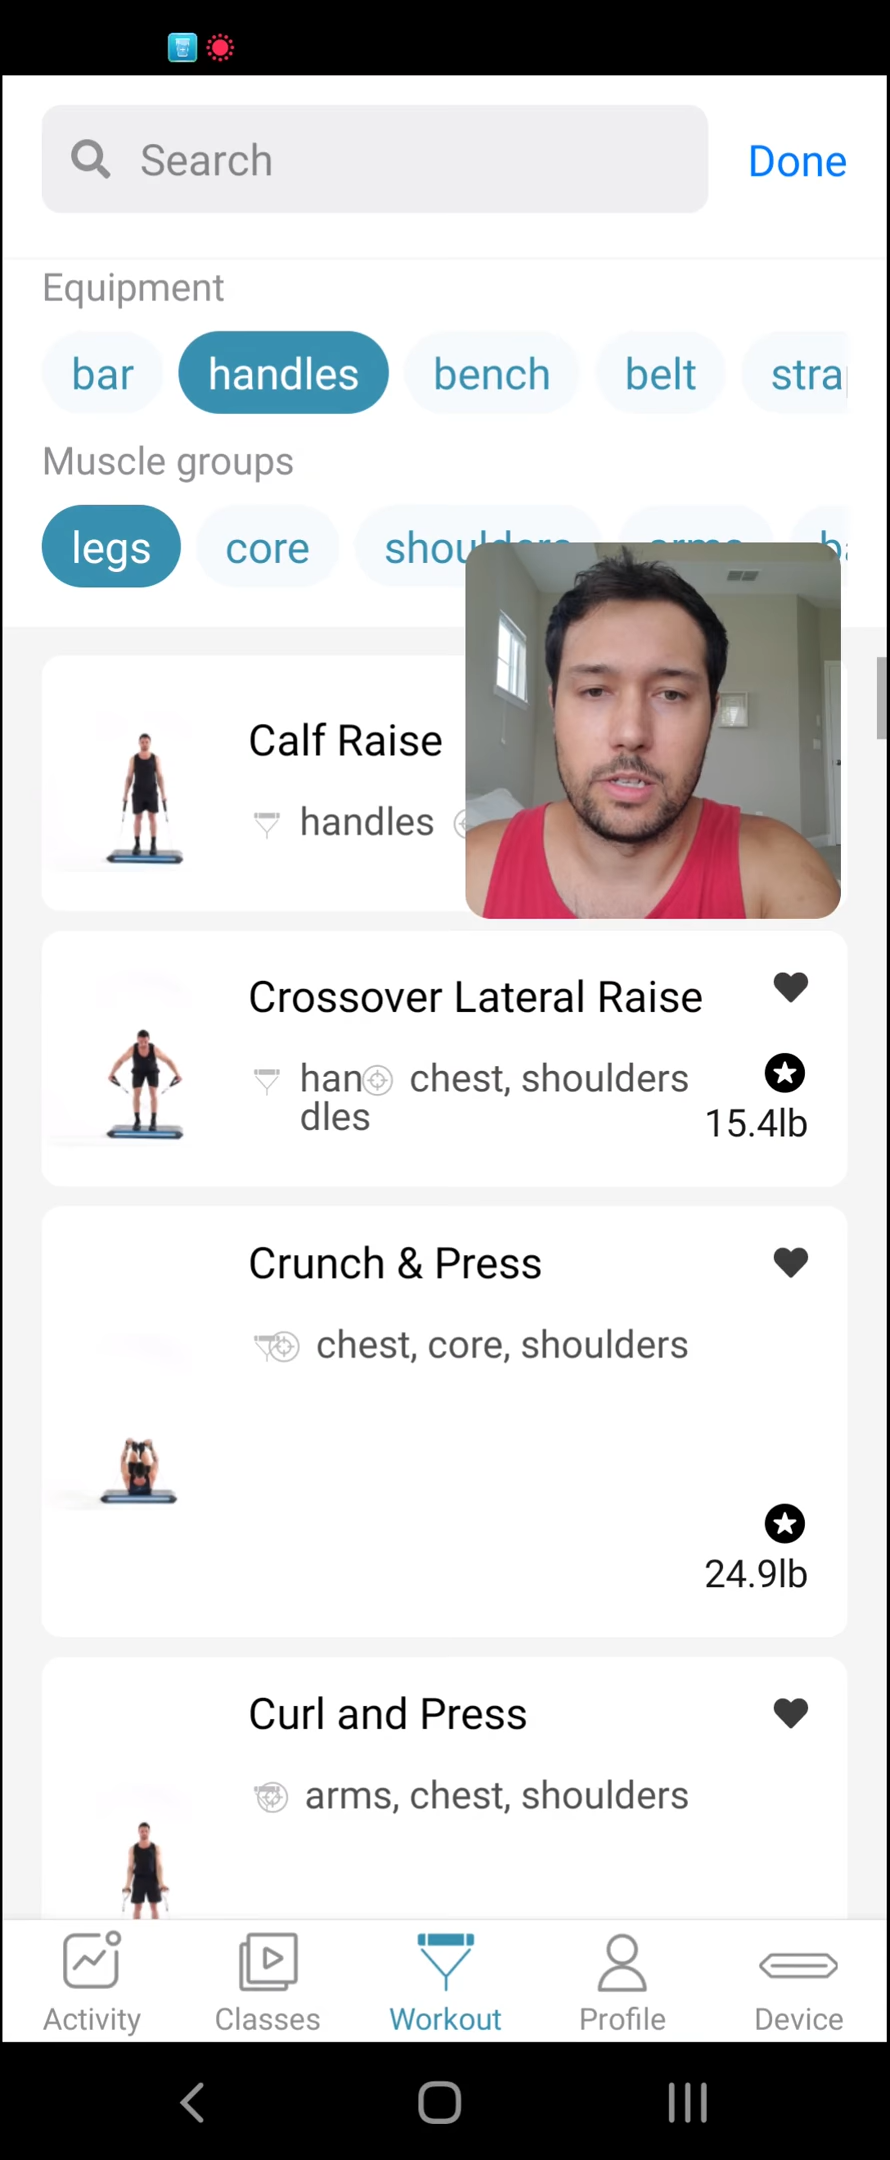 Search
Done
Equipment
bar
handles
bench
belt
Muscle groups
legs
core
shoulders
arms
Calf Raise
handles
Crossover Lateral Raise
han
dles
chest, shoulders
15.4lb
Crunch & Press
chest, core, shoulders
24.9lb
Curl and Press
arms, chest, shoulders
Activity
Classes
Workout
Profile
Device